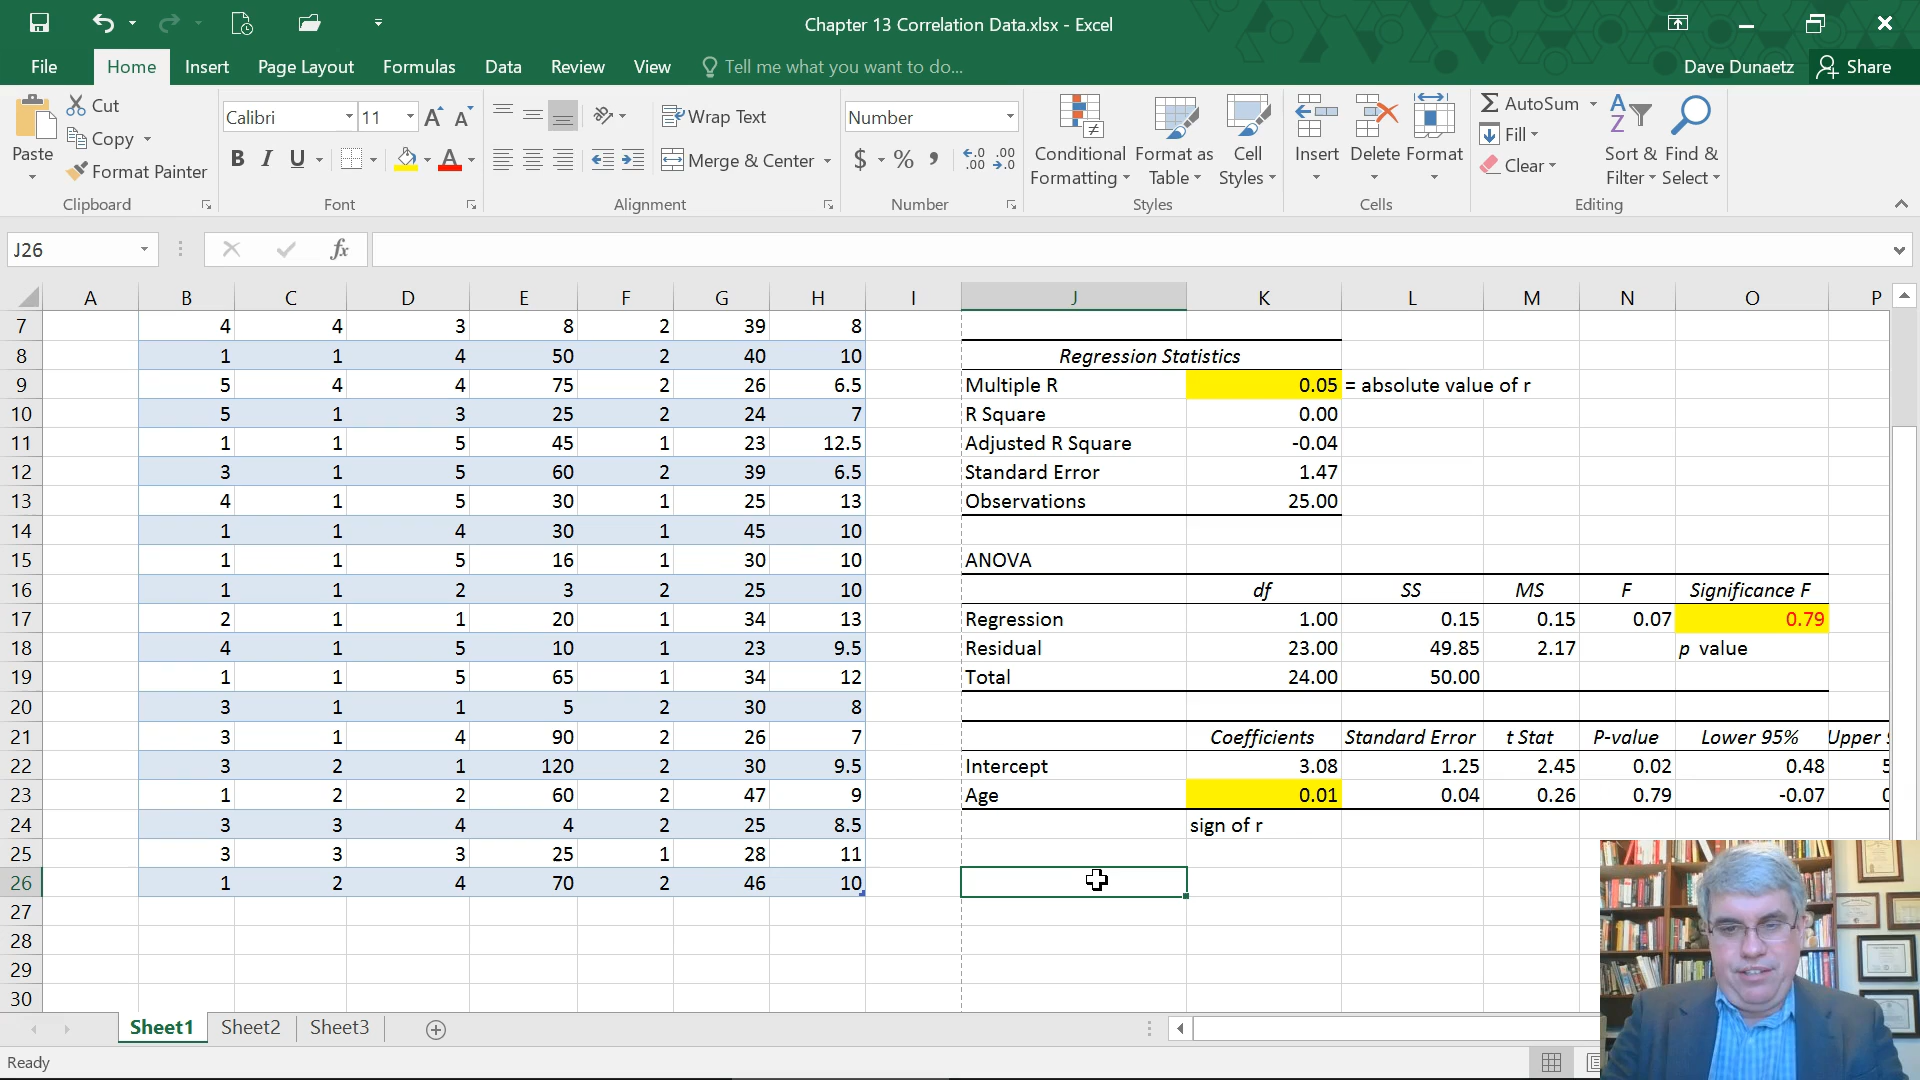 Chapter 13 Correlation Data.xlsx - Excel
File Home Insert Page Layout Formulas Data Review View Tell me what you want to do... Dave Dunaetz Share
Paste Cut Copy Format Painter
Clipboard
Calibri 11
B I U
Font
Wrap Text
Merge & Center
Alignment
Number
$ % ,
Number
Conditional Formatting Format as Table Cell Styles
Styles
Insert Delete Format
Cells
AutoSum Fill Clear Sort & Filter Find & Select
Editing
J26 fx
A B C D E F G H I J K L M N O P
7 4 4 3 8 2 39 8
8 1 1 4 50 2 40 10 Regression Statistics
9 5 4 4 75 2 26 6.5 Multiple R 0.05 = absolute value of r
10 5 1 3 25 2 24 7 R Square 0.00
11 1 1 5 45 1 23 12.5 Adjusted R Square -0.04
12 3 1 5 60 2 39 6.5 Standard Error 1.47
13 4 1 5 30 1 25 13 Observations 25.00
14 1 1 4 30 1 45 10
15 1 1 5 16 1 30 10 ANOVA
16 1 1 2 3 2 25 10 df SS MS F Significance F
17 2 1 1 20 1 34 13 Regression 1.00 0.15 0.15 0.07 0.79
18 4 1 5 10 1 23 9.5 Residual 23.00 49.85 2.17 p value
19 1 1 5 65 1 34 12 Total 24.00 50.00
20 3 1 1 5 2 30 8
21 3 1 4 90 2 26 7 Coefficients Standard Error t Stat P-value Lower 95% Upper
22 3 2 1 120 2 30 9.5 Intercept 3.08 1.25 2.45 0.02 0.48 5
23 1 2 2 60 2 47 9 Age 0.01 0.04 0.26 0.79 -0.07
24 3 3 4 4 2 25 8.5 sign of r
25 3 3 3 25 1 28 11
26 1 2 4 70 2 46 10
27
28
29
30
Sheet1 Sheet2 Sheet3
Ready